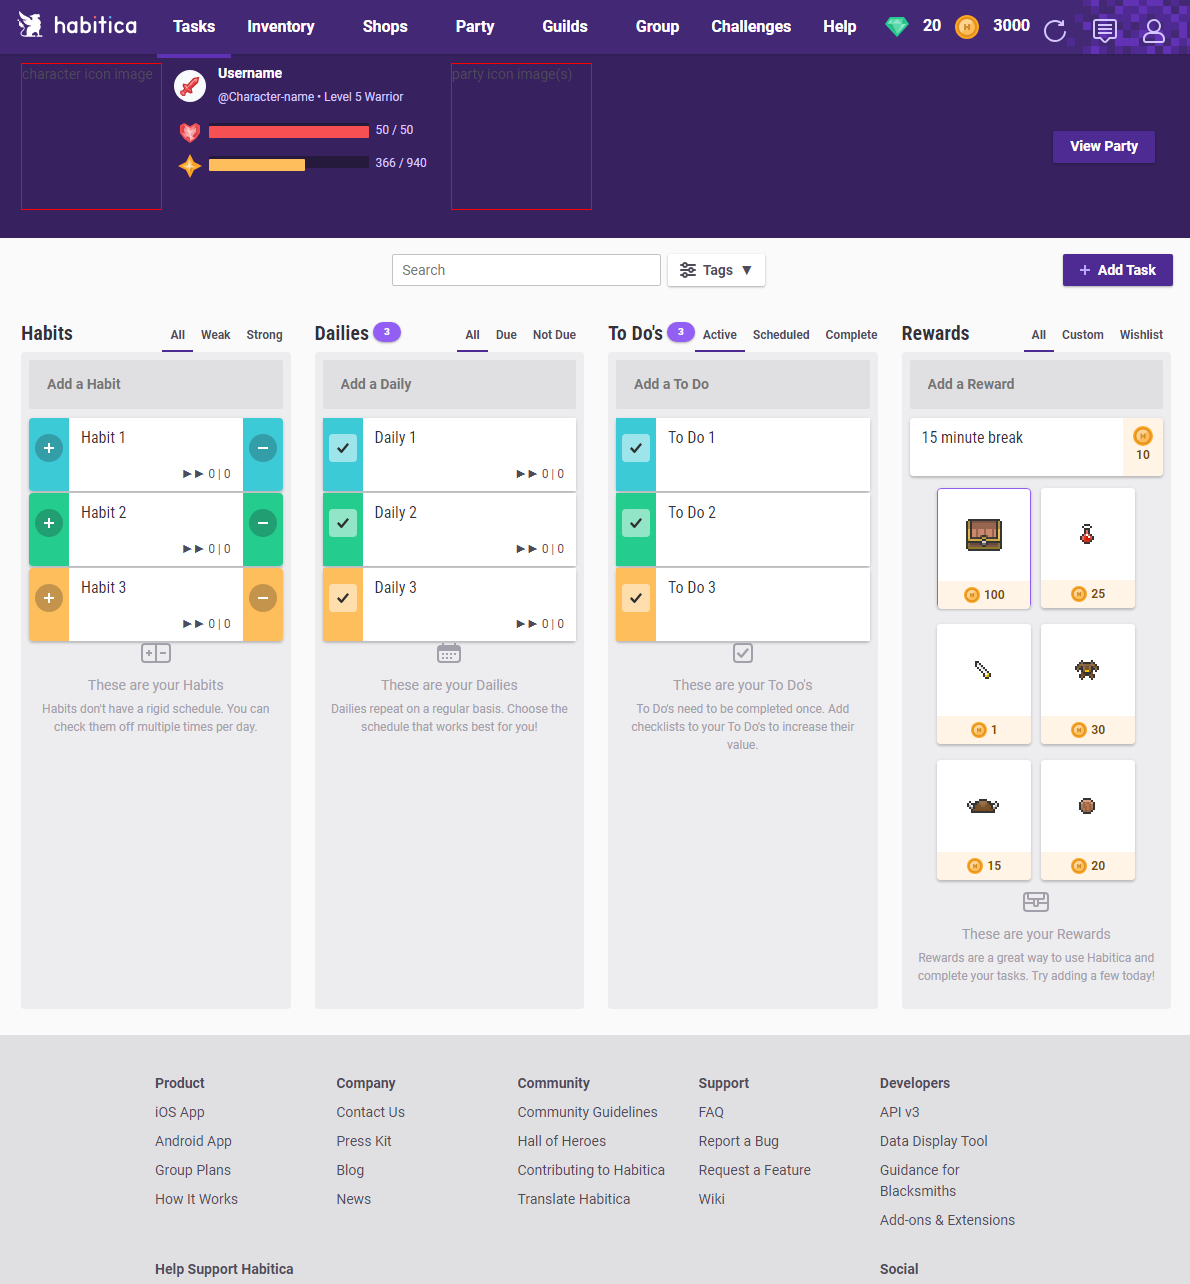 habitica
Tasks Inventory Shops Party Guilds Group Challenges Help 20 3000
character icon image
Username
@Character-name • Level 5 Warrior
50 / 50
366 / 940
party icon image(s)
View Party
Search
Tags ▼
+ Add Task
Habits All Weak Strong
Add a Habit
Habit 1
▶▶ 0 | 0
Habit 2
▶▶ 0 | 0
Habit 3
▶▶ 0 | 0
These are your Habits
Habits don't have a rigid schedule. You can
check them off multiple times per day.
Dailies 3 All Due Not Due
Add a Daily
Daily 1
▶▶ 0 | 0
Daily 2
▶▶ 0 | 0
Daily 3
▶▶ 0 | 0
These are your Dailies
Dailies repeat on a regular basis. Choose the
schedule that works best for you!
To Do's 3 Active Scheduled Complete
Add a To Do
To Do 1
To Do 2
To Do 3
These are your To Do's
To Do's need to be completed once. Add
checklists to your To Do's to increase their
value.
Rewards All Custom Wishlist
Add a Reward
15 minute break
10
100 25
1 30
15 20
These are your Rewards
Rewards are a great way to use Habitica and
complete your tasks. Try adding a few today!
Product
iOS App
Android App
Group Plans
How It Works
Company
Contact Us
Press Kit
Blog
News
Community
Community Guidelines
Hall of Heroes
Contributing to Habitica
Translate Habitica
Support
FAQ
Report a Bug
Request a Feature
Wiki
Developers
API v3
Data Display Tool
Guidance for
Blacksmiths
Add-ons & Extensions
Help Support Habitica
Social